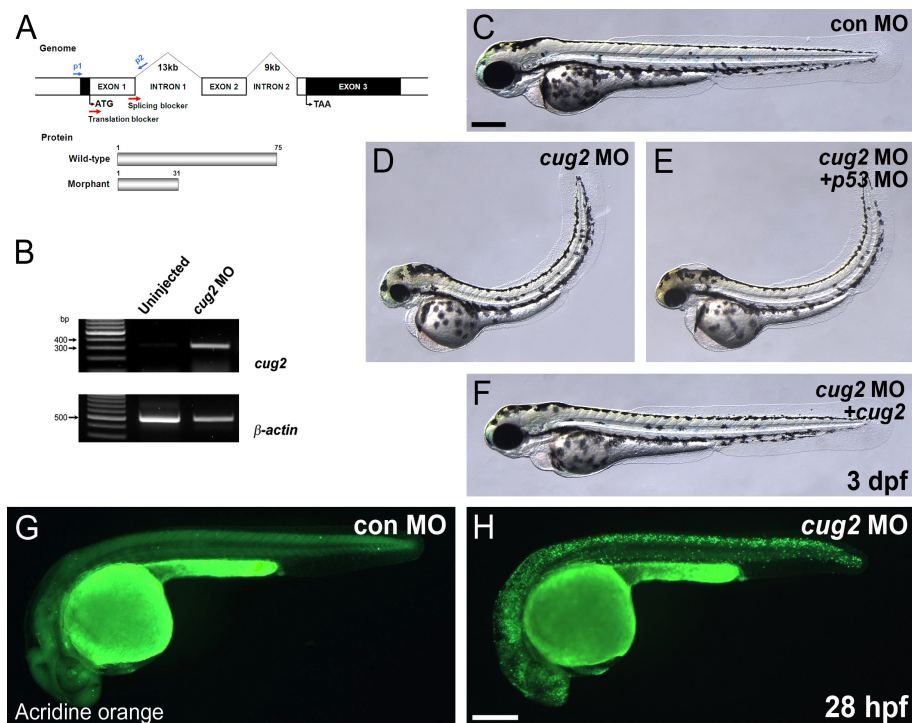 A
Genome
p1
p2
13kb
9kb
EXON 1
INTRON 1
EXON 2
INTRON 2
EXON 3
ATG
Splicing blocker
TAA
Translation blocker
Protein
1
75
Wild-type
1
31
Morphant
B
Uninjected
cug2 MO
bp
400
300
cug2
500
β-actin
C
con MO
D
cug2 MO
E
cug2 MO
+p53 MO
F
cug2 MO
+cug2
3 dpf
G
con MO
Acridine orange
H
cug2 MO
28 hpf